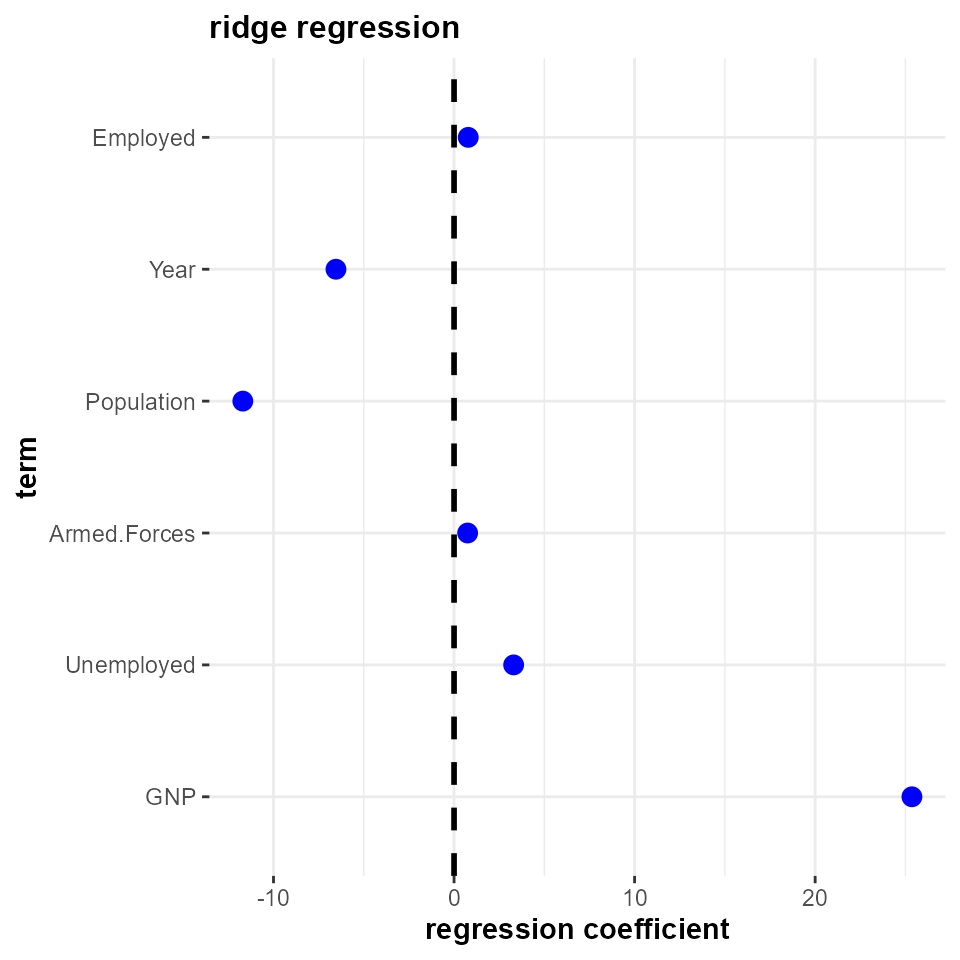 ridge regression
Employed
Year
Population
Armed.Forces
Unemployed
GNP
term
-10 0 10 20
regression coefficient